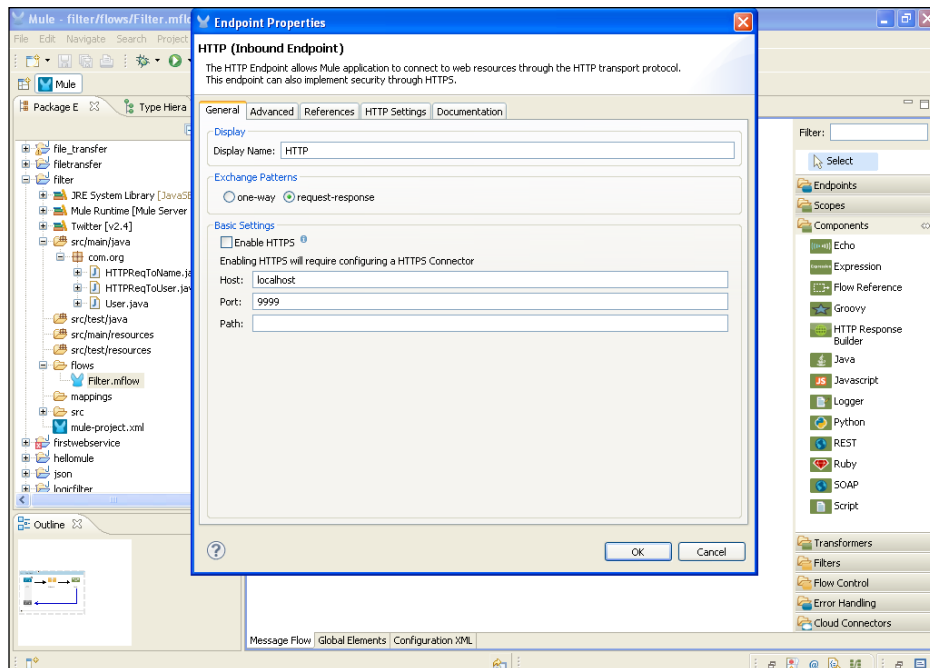 Mule - filter/flows/Filter.mflo
File Edit Navigate Search Project
Mule
Package E
Type Hiera
file_transfer
filetransfer
filter
JRE System Library [JavaSE
Mule Runtime [Mule Server
Twitter [v2.4]
src/main/java
com.org
HTTPReqToName.ja
HTTPReqToUser.jav
User.java
src/test/java
src/main/resources
src/test/resources
flows
Filter.mflow
mappings
src
mule-project.xml
firstwebservice
hellomule
json
logicfilter
Outline
Endpoint Properties
HTTP (Inbound Endpoint)
The HTTP Endpoint allows Mule application to connect to web resources through the HTTP transport protocol.
This endpoint can also implement security through HTTPS.
General Advanced References HTTP Settings Documentation
Display
Display Name: HTTP
Exchange Patterns
one-way request-response
Basic Settings
Enable HTTPS
Enabling HTTPS will require configuring a HTTPS Connector
Host: localhost
Port: 9999
Path:
OK Cancel
Message Flow Global Elements Configuration XML
Filter:
Select
Endpoints
Scopes
Components
Echo
Expression
Flow Reference
Groovy
HTTP Response
Builder
Java
Javascript
Logger
Python
REST
Ruby
SOAP
Script
Transformers
Filters
Flow Control
Error Handling
Cloud Connectors